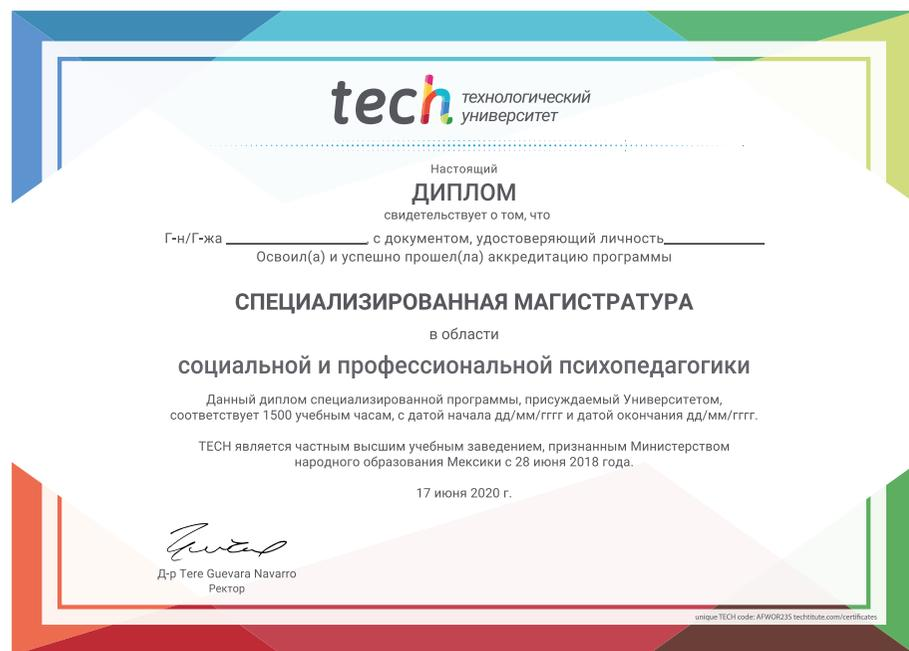 tech технологический
университет
Настоящий
ДИПЛОМ
свидетельствует о том, что
Г-н/Г-жа , с документом, удостоверяющий личность
Освоил(а) и успешно прошел(ла) аккредитацию программы
СПЕЦИАЛИЗИРОВАННАЯ МАГИСТРАТУРА
в области
социальной и профессиональной психопедагогики
Данный диплом специализированной программы, присуждаемый Университетом,
соответствует 1500 учебным часам, с датой начала дд/мм/гггг и датой окончания дд/мм/гггг.
TECH является частным высшим учебным заведением, признанным Министерством
народного образования Мексики с 28 июня 2018 года.
17 июня 2020 г.
Д-р Tere Guevara Navarro
Ректор
unique TECH code: AFWOR23S techtitute.com/certificates